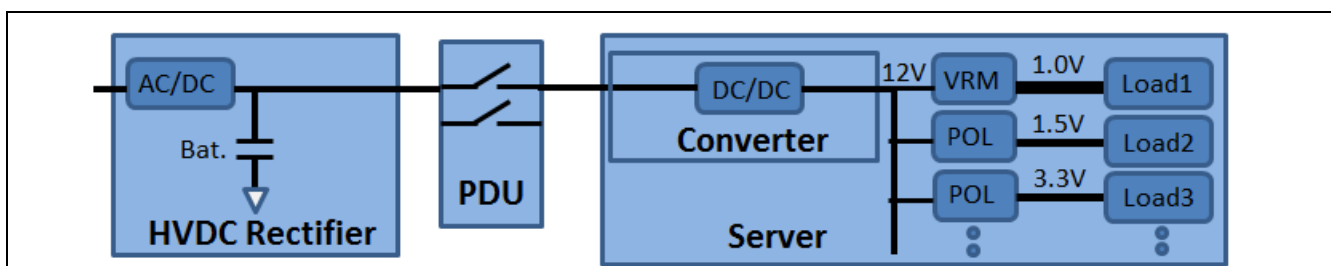 AC/DC
Bat.
HVDC Rectifier
PDU
DC/DC
Converter
12V
VRM
1.0V
Load1
POL
1.5V
Load2
POL
3.3V
Load3
Server